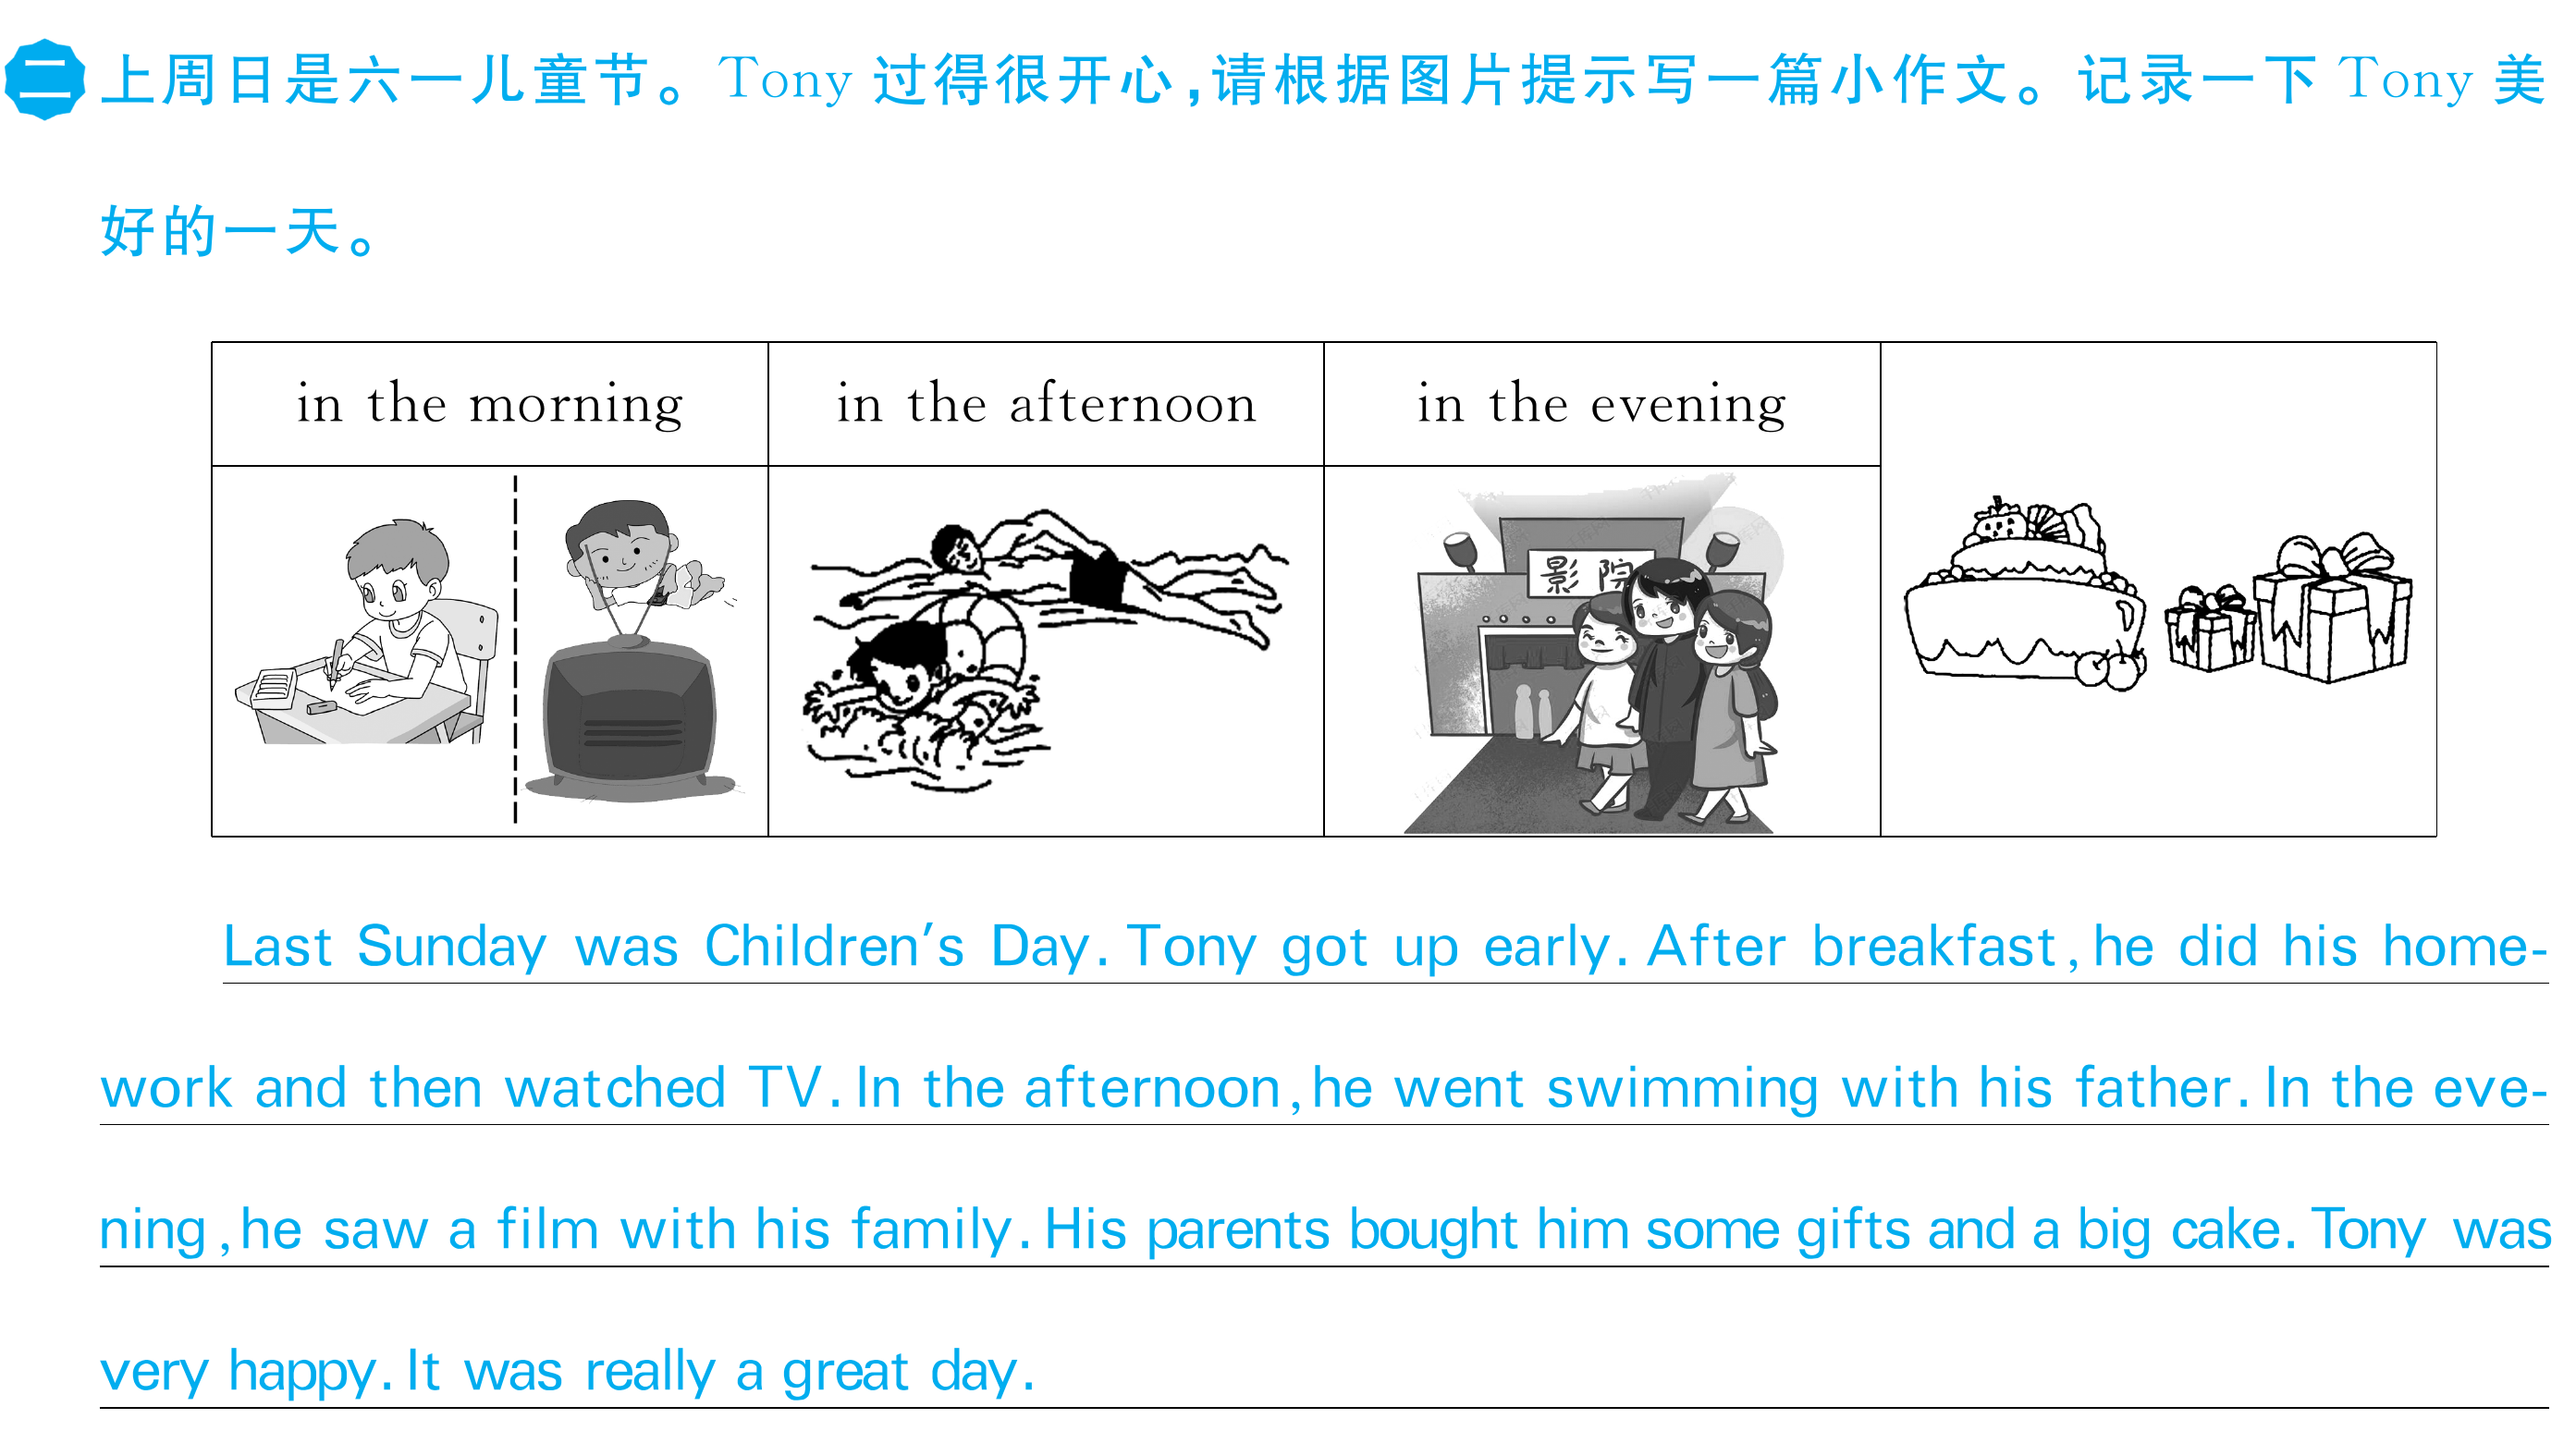 二 上周日是六一儿童节。Tony 过得很开心,请根据图片提示写一篇小作文。记录一下 Tony 美
好的一天。
in the morning in the afternoon in the evening
影院
Last Sunday was Children's Day. Tony got up early. After breakfast, he did his home-
work and then watched TV. In the afternoon, he went swimming with his father. In the eve-
ning, he saw a film with his family. His parents bought him some gifts and a big cake. Tony was
very happy. It was really a great day.